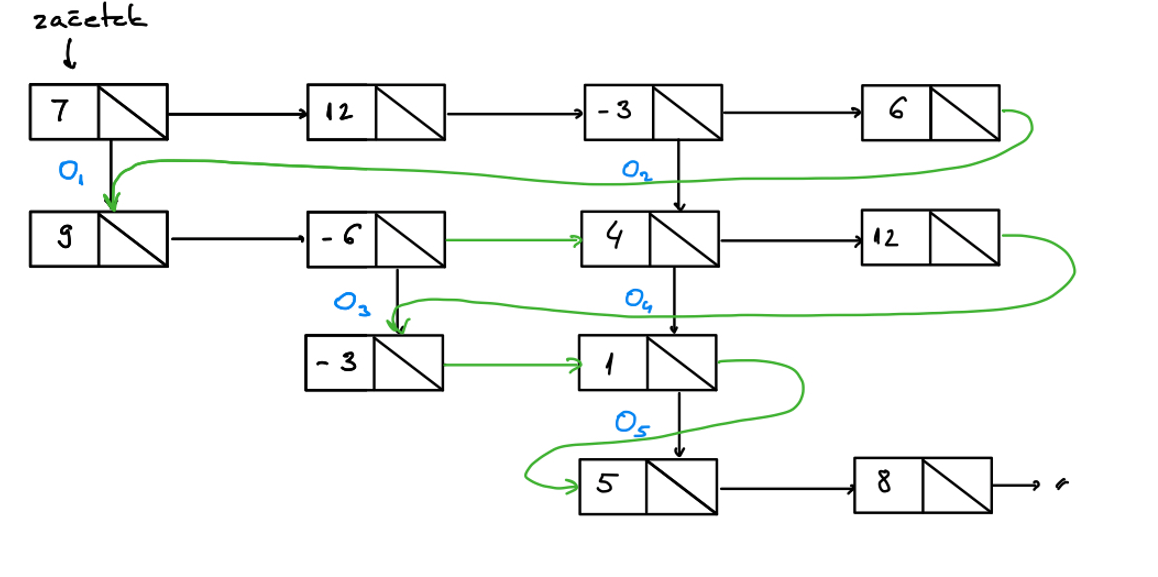 začetek
7 12 -3 6
O₁ O₂
9 -6 4 12
O₃ O₄
-3 1
O₅
5 8